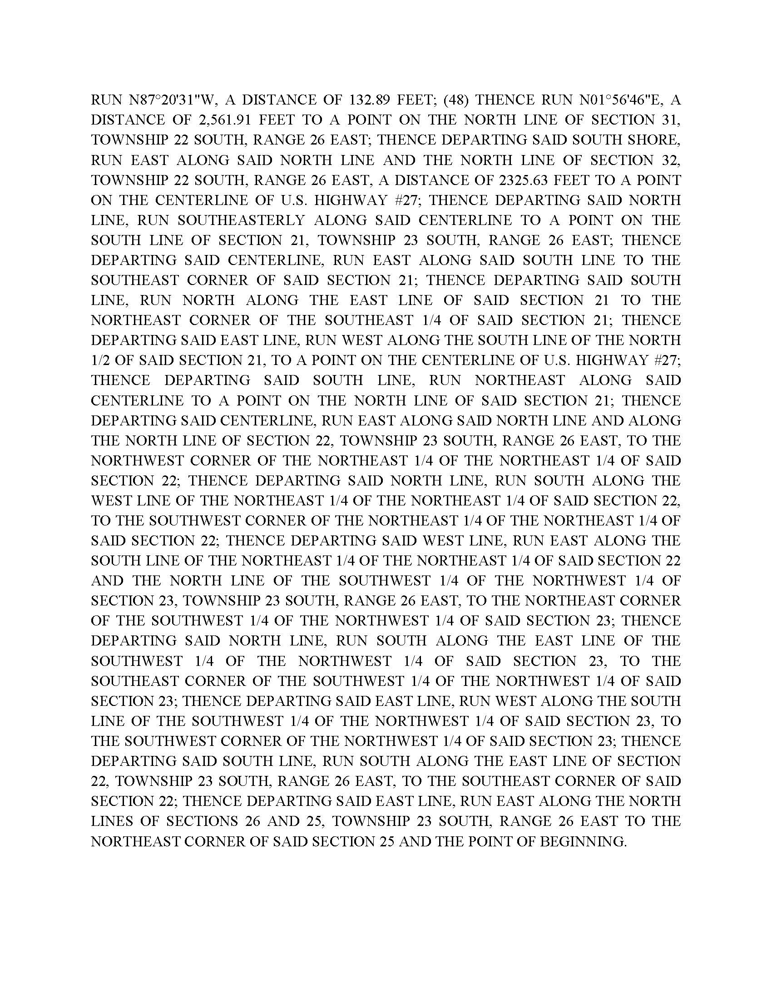 RUN N87°20'31"W, A DISTANCE OF 132.89 FEET; (48) THENCE RUN N01°56'46"E, A
DISTANCE OF 2,561.91 FEET TO A POINT ON THE NORTH LINE OF SECTION 31,
TOWNSHIP 22 SOUTH, RANGE 26 EAST; THENCE DEPARTING SAID SOUTH SHORE,
RUN EAST ALONG SAID NORTH LINE AND THE NORTH LINE OF SECTION 32,
TOWNSHIP 22 SOUTH, RANGE 26 EAST, A DISTANCE OF 2325.63 FEET TO A POINT
ON THE CENTERLINE OF U.S. HIGHWAY #27; THENCE DEPARTING SAID NORTH
LINE, RUN SOUTHEASTERLY ALONG SAID CENTERLINE TO A POINT ON THE
SOUTH LINE OF SECTION 21, TOWNSHIP 23 SOUTH, RANGE 26 EAST; THENCE
DEPARTING SAID CENTERLINE, RUN EAST ALONG SAID SOUTH LINE TO THE
SOUTHEAST CORNER OF SAID SECTION 21; THENCE DEPARTING SAID SOUTH
LINE, RUN NORTH ALONG THE EAST LINE OF SAID SECTION 21 TO THE
NORTHEAST CORNER OF THE SOUTHEAST 1/4 OF SAID SECTION 21; THENCE
DEPARTING SAID EAST LINE, RUN WEST ALONG THE SOUTH LINE OF THE NORTH
1/2 OF SAID SECTION 21, TO A POINT ON THE CENTERLINE OF U.S. HIGHWAY #27;
THENCE DEPARTING SAID SOUTH LINE, RUN NORTHEAST ALONG SAID
CENTERLINE TO A POINT ON THE NORTH LINE OF SAID SECTION 21; THENCE
DEPARTING SAID CENTERLINE, RUN EAST ALONG SAID NORTH LINE AND ALONG
THE NORTH LINE OF SECTION 22, TOWNSHIP 23 SOUTH, RANGE 26 EAST, TO THE
NORTHWEST CORNER OF THE NORTHEAST 1/4 OF THE NORTHEAST 1/4 OF SAID
SECTION 22; THENCE DEPARTING SAID NORTH LINE, RUN SOUTH ALONG THE
WEST LINE OF THE NORTHEAST 1/4 OF THE NORTHEAST 1/4 OF SAID SECTION 22,
TO THE SOUTHWEST CORNER OF THE NORTHEAST 1/4 OF THE NORTHEAST 1/4 OF
SAID SECTION 22; THENCE DEPARTING SAID WEST LINE, RUN EAST ALONG THE
SOUTH LINE OF THE NORTHEAST 1/4 OF THE NORTHEAST 1/4 OF SAID SECTION 22
AND THE NORTH LINE OF THE SOUTHWEST 1/4 OF THE NORTHWEST 1/4 OF
SECTION 23, TOWNSHIP 23 SOUTH, RANGE 26 EAST, TO THE NORTHEAST CORNER
OF THE SOUTHWEST 1/4 OF THE NORTHWEST 1/4 OF SAID SECTION 23; THENCE
DEPARTING SAID NORTH LINE, RUN SOUTH ALONG THE EAST LINE OF THE
SOUTHWEST 1/4 OF THE NORTHWEST 1/4 OF SAID SECTION 23, TO THE
SOUTHEAST CORNER OF THE SOUTHWEST 1/4 OF THE NORTHWEST 1/4 OF SAID
SECTION 23; THENCE DEPARTING SAID EAST LINE, RUN WEST ALONG THE SOUTH
LINE OF THE SOUTHWEST 1/4 OF THE NORTHWEST 1/4 OF SAID SECTION 23, TO
THE SOUTHWEST CORNER OF THE NORTHWEST 1/4 OF SAID SECTION 23; THENCE
DEPARTING SAID SOUTH LINE, RUN SOUTH ALONG THE EAST LINE OF SECTION
22, TOWNSHIP 23 SOUTH, RANGE 26 EAST, TO THE SOUTHEAST CORNER OF SAID
SECTION 22; THENCE DEPARTING SAID EAST LINE, RUN EAST ALONG THE NORTH
LINES OF SECTIONS 26 AND 25, TOWNSHIP 23 SOUTH, RANGE 26 EAST TO THE
NORTHEAST CORNER OF SAID SECTION 25 AND THE POINT OF BEGINNING.